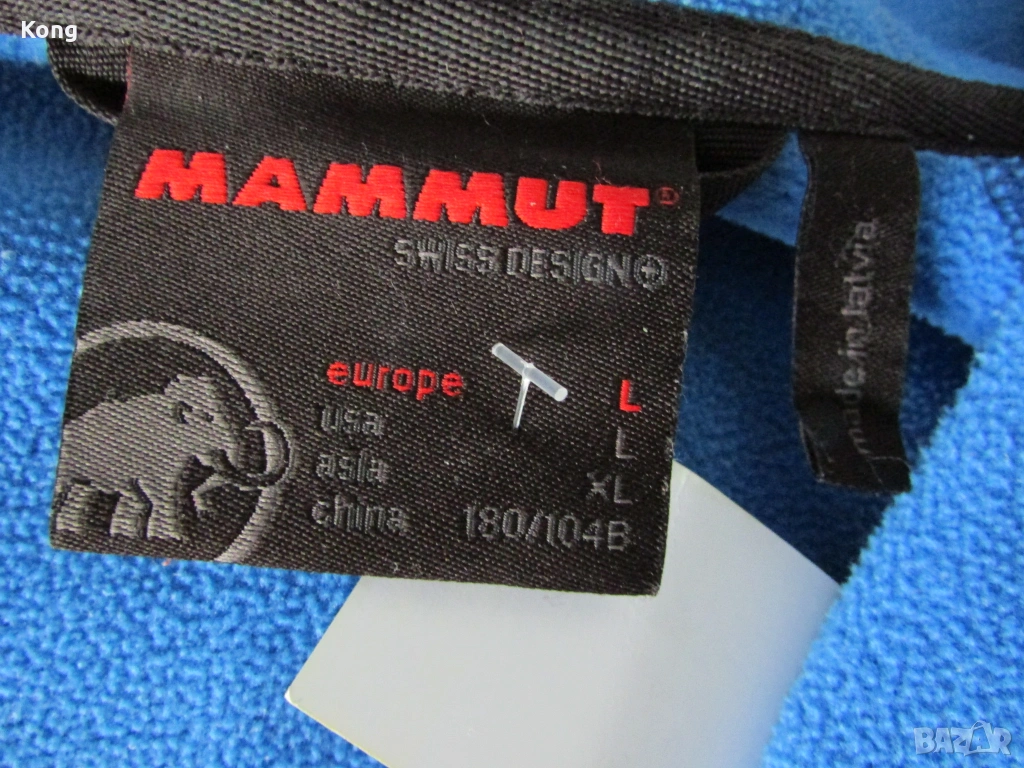 Kong
MAMMUT®
SWISS DESIGN
europe L
usa L
asia XL
china 180/104B
made in latvia
BAZAR